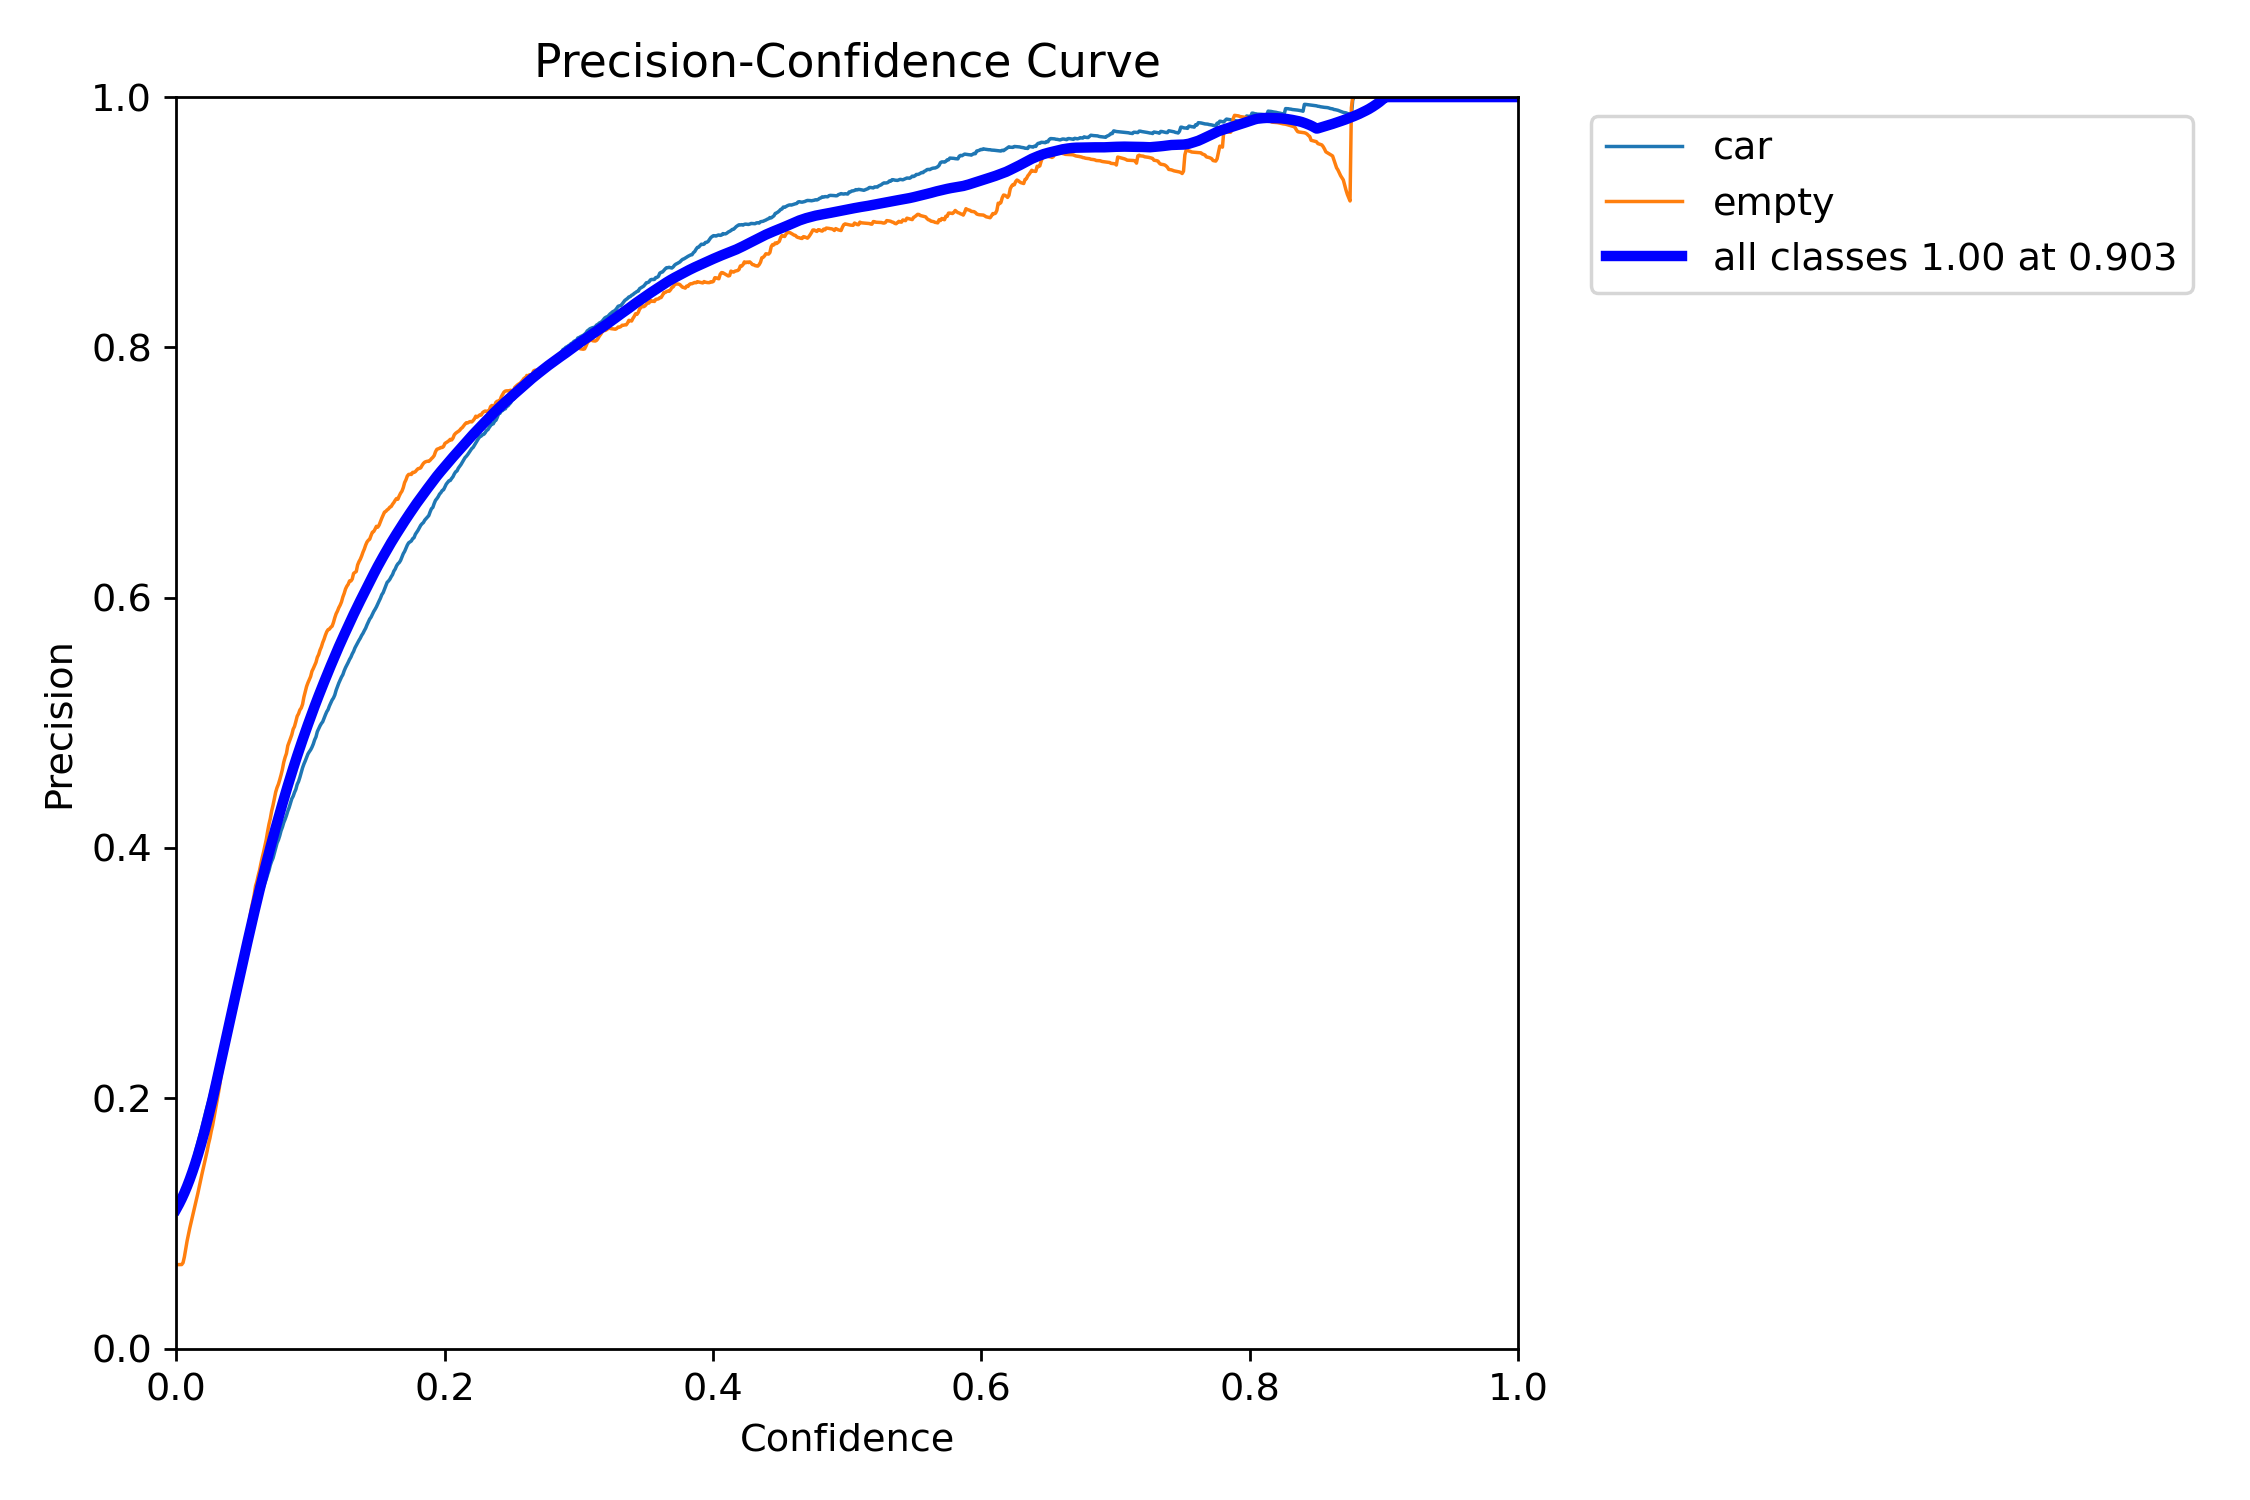 Precision-Confidence Curve
1.0
0.8
0.6
0.4
0.2
0.0
Precision
0.0 0.2 0.4 0.6 0.8 1.0
Confidence
car
empty
all classes 1.00 at 0.903